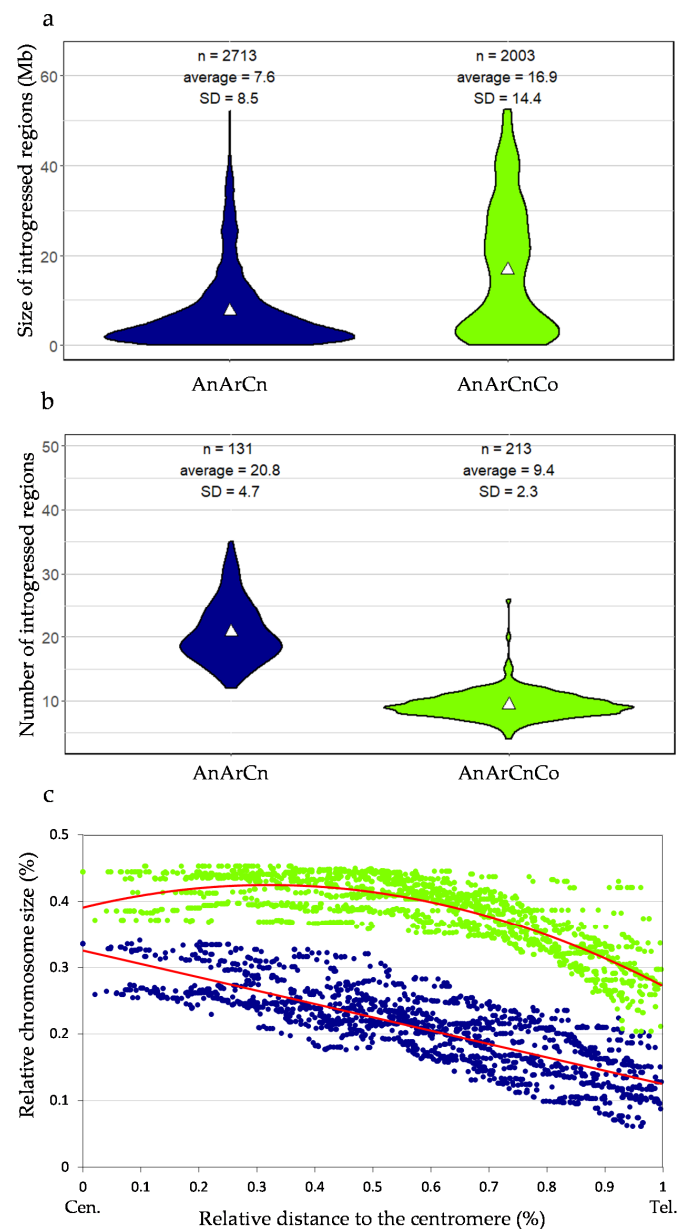 a
n = 2713
average = 7.6
SD = 8.5
n = 2003
average = 16.9
SD = 14.4
Size of introgressed regions (Mb)
60
40
20
0
AnArCn
AnArCnCo
b
n = 131
average = 20.8
SD = 4.7
n = 213
average = 9.4
SD = 2.3
Number of introgressed regions
50
40
30
20
10
AnArCn
AnArCnCo
c
Relative chromosome size (%)
0.5
0.4
0.3
0.2
0.1
0
0 0.1 0.2 0.3 0.4 0.5 0.6 0.7 0.8 0.9 1
Cen. Tel.
Relative distance to the centromere (%)